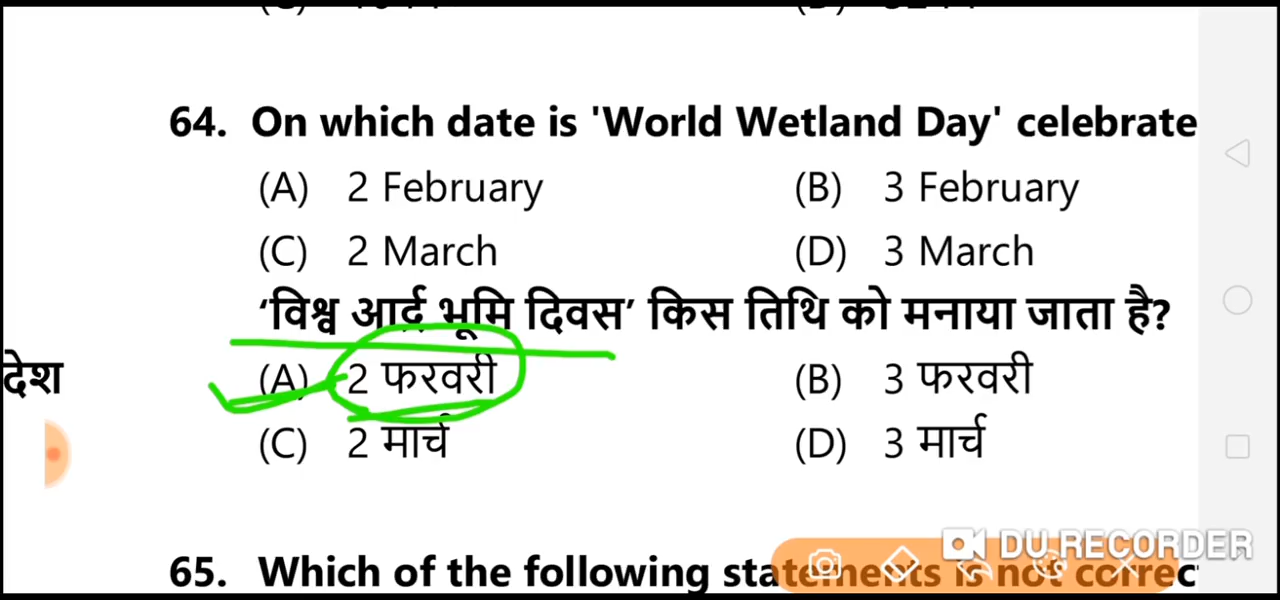 64. On which date is 'World Wetland Day' celebrate
(A) 2 February (B) 3 February
(C) 2 March (D) 3 March
‘विश्व आर्द्र भूमि दिवस’ किस तिथि को मनाया जाता है?
देश (A) 2 फरवरी (B) 3 फरवरी
(C) 2 मार्च (D) 3 मार्च
DU RECORDER
65. Which of the following statements is not correc